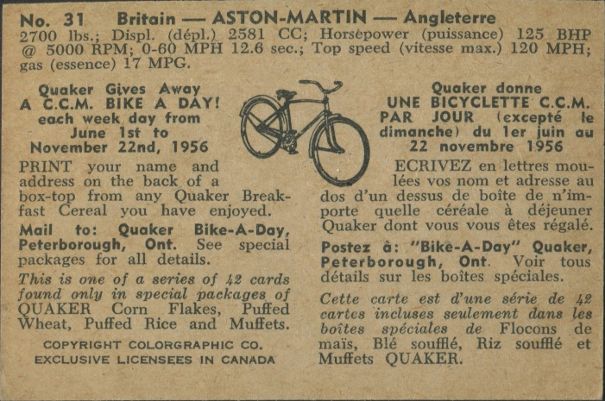 No. 31 Britain — ASTON-MARTIN — Angleterre
2700 lbs.; Displ. (dépl.) 2581 CC; Horsepower (puissance) 125 BHP
@ 5000 RPM; 0-60 MPH 12.6 sec.; Top speed (vitesse max.) 120 MPH;
gas (essence) 17 MPG.
Quaker Gives Away
A C.C.M. BIKE A DAY!
each week day from
June 1st to
November 22nd, 1956
PRINT your name and
address on the back of a
box-top from any Quaker Break-
fast Cereal you have enjoyed.
Mail to: Quaker Bike-A-Day,
Peterborough, Ont. See special
packages for all details.
This is one of a series of 42 cards
found only in special packages of
QUAKER Corn Flakes, Puffed
Wheat, Puffed Rice and Muffets.
COPYRIGHT COLORGRAPHIC CO.
EXCLUSIVE LICENSEES IN CANADA
Quaker donne
UNE BICYCLETTE C.C.M.
PAR JOUR (excepté le
dimanche) du 1er juin au
22 novembre 1956
ECRIVEZ en lettres mou-
lées vos nom et adresse au
dos d'un dessus de boîte de n'im-
porte quelle céréale à déjeuner
Quaker dont vous vous êtes régalé.
Postez à: "Bike-A-Day" Quaker,
Peterborough, Ont. Voir tous
détails sur les boîtes spéciales.
Cette carte est d'une série de 42
cartes incluses seulement dans les
boîtes spéciales de Flocons de
maïs, Blé soufflé, Riz soufflé et
Muffets QUAKER.